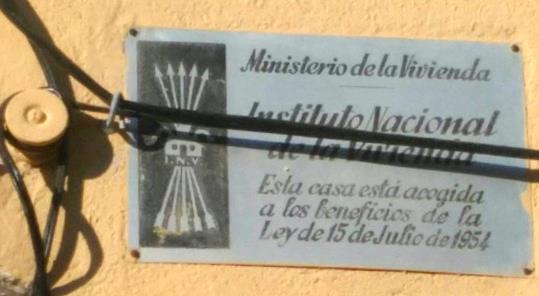 Ministerio de la Vivienda
Instituto Nacional
de la Vivienda
I.N.V
Esta casa está acogida
a los beneficios de la
Ley de 15 de Julio de 1954